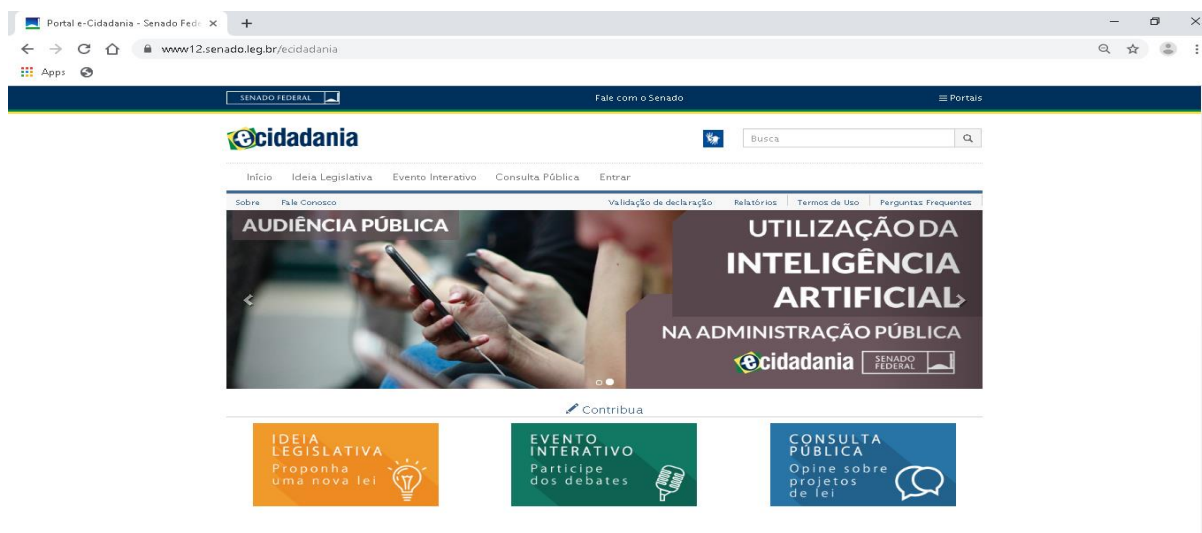 Portal e-Cidadania - Senado Fede
www12.senado.leg.br/ecidadania
Apps
SENADO FEDERAL
Fale com o Senado
Portais
ecidadania
Busca
Início Ideia Legislativa Evento Interativo Consulta Pública Entrar
Sobre Fale Conosco Validação de declaração Relatórios Termos de Uso Perguntas Frequentes
AUDIÊNCIA PÚBLICA
UTILIZAÇÃO DA
INTELIGÊNCIA
ARTIFICIAL
NA ADMINISTRAÇÃO PÚBLICA
ecidadania
SENADO
FEDERAL
Contribua
IDEIA
LEGISLATIVA
Proponha
uma nova lei
EVENTO
INTERATIVO
Participe
dos debates
CONSULTA
PÚBLICA
Opine sobre
projetos
de lei